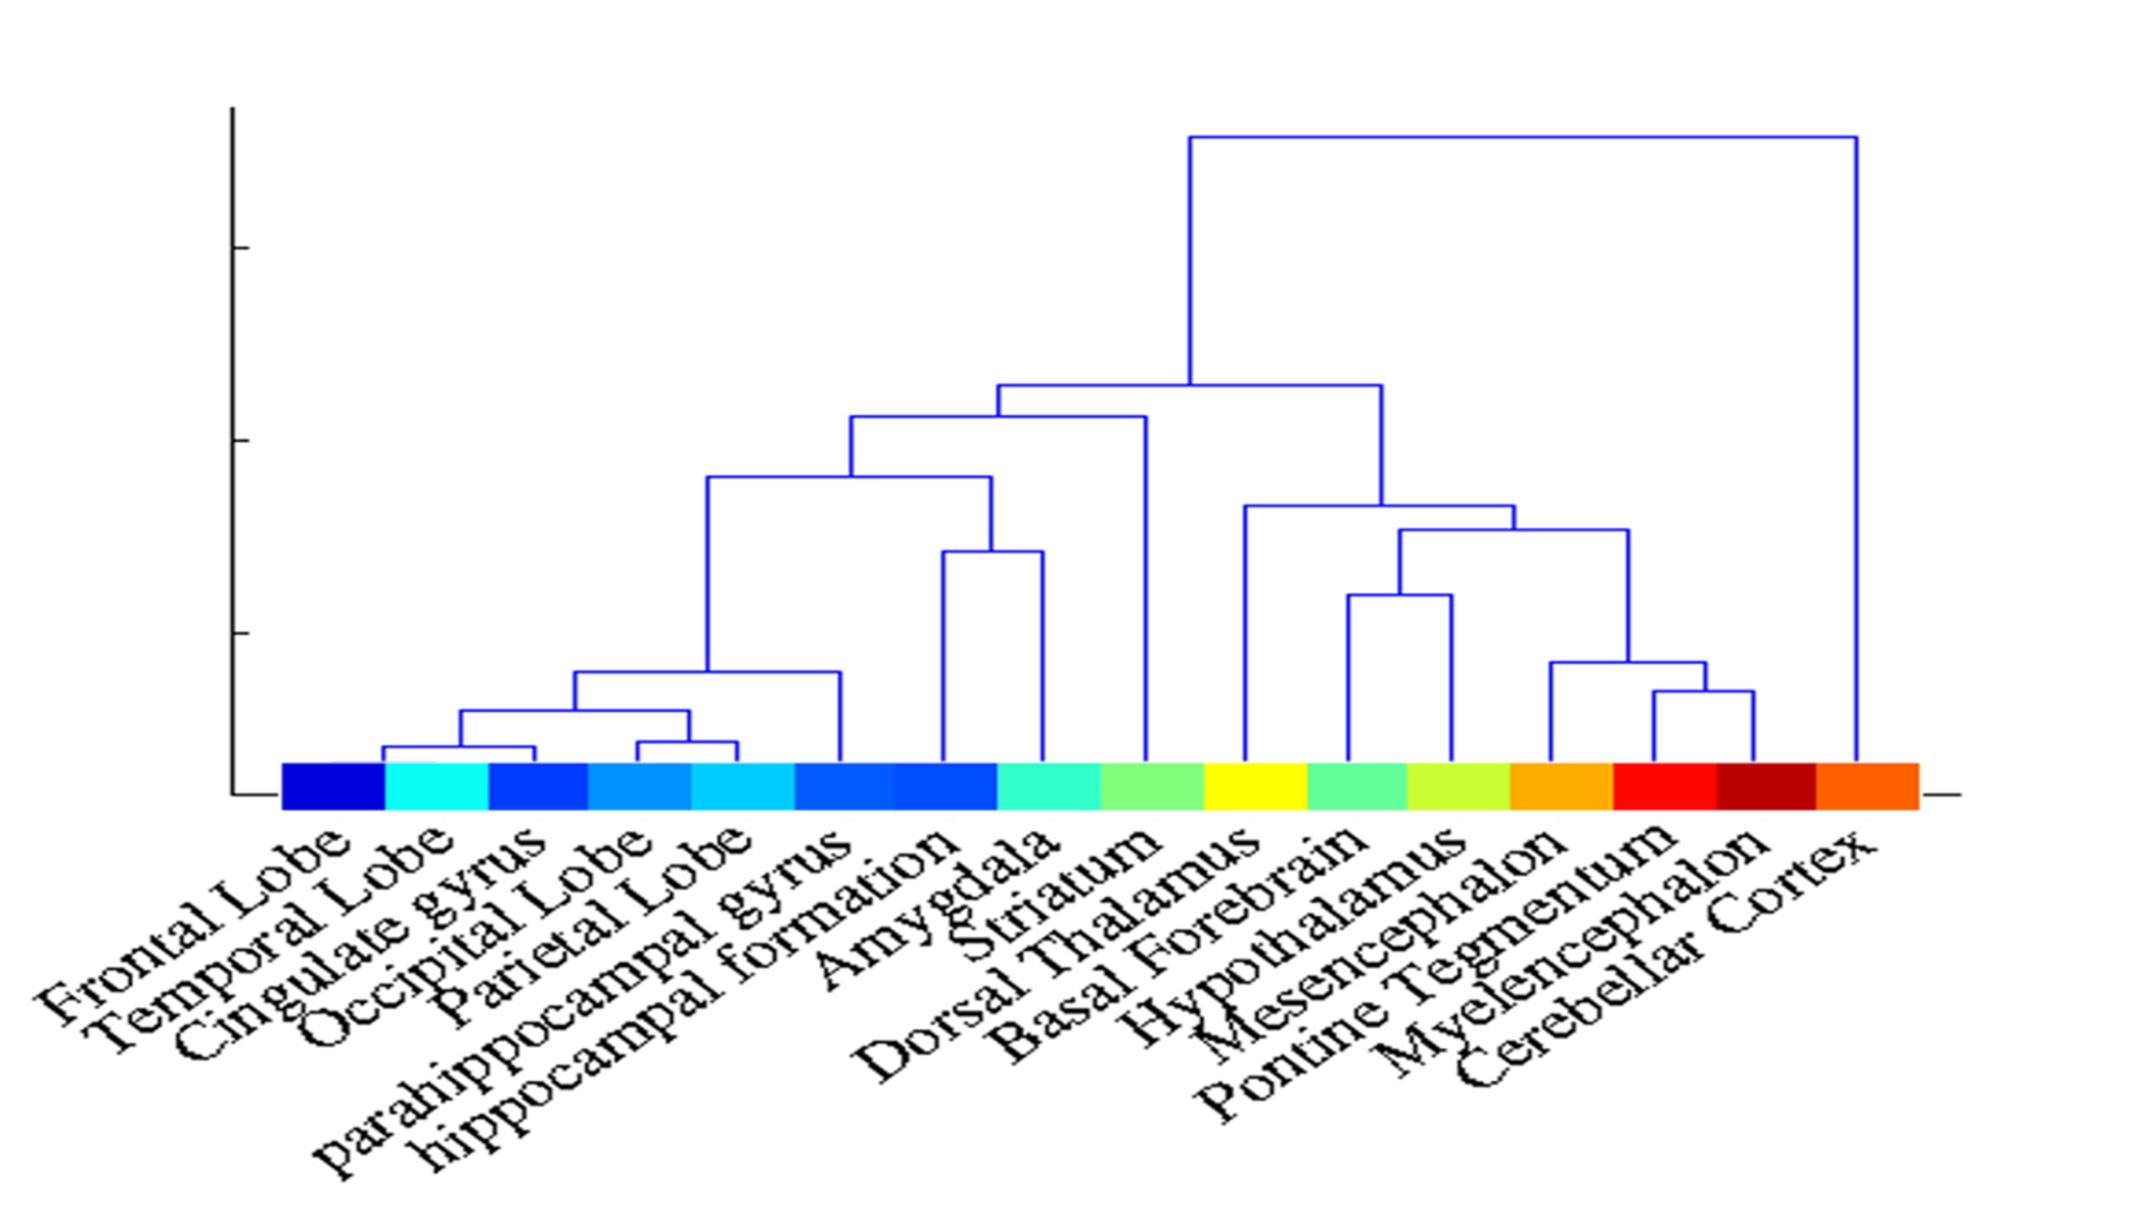 Frontal Lobe
Temporal Lobe
Cingulate gyrus
Occipital Lobe
Parietal Lobe
parahippocampal gyrus
hippocampal formation
Amygdala
Striatum
Dorsal Thalamus
Basal Forebrain
Hypothalamus
Mesencephalon
Pontine Tegmentum
Myelencephalon
Cerebellar Cortex